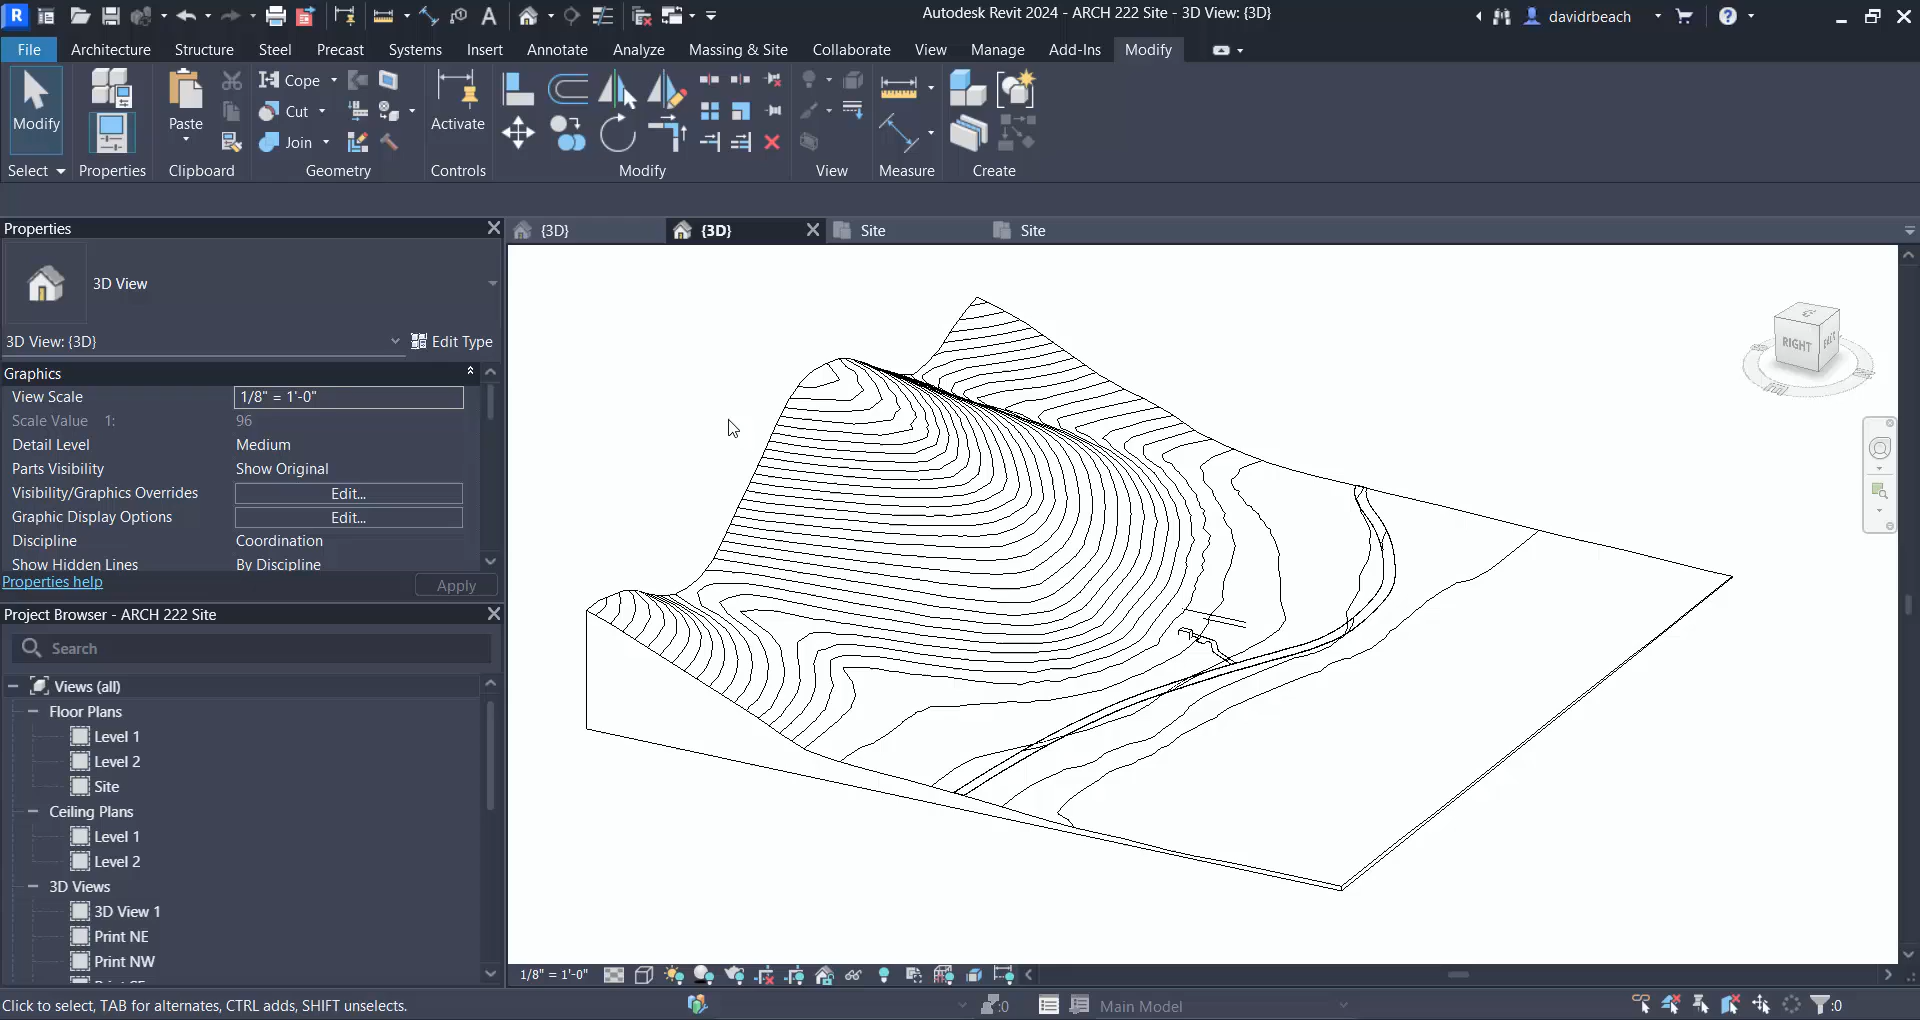 Autodesk Revit 2024 - ARCH 222 Site - 3D View: {3D}
davidrbeach
File Architecture Structure Steel Precast Systems Insert Annotate Analyze Massing & Site Collaborate View Manage Add-Ins Modify
Modify
Paste
Cope
Cut
Join
Activate
Select Properties Clipboard Geometry Controls Modify View Measure Create
Properties
{3D} {3D} Site Site
3D View
3D View: {3D} Edit Type
Graphics
View Scale 1/8" = 1'-0"
Scale Value 1: 96
Detail Level Medium
Parts Visibility Show Original
Visibility/Graphics Overrides Edit...
Graphic Display Options Edit...
Discipline Coordination
Show Hidden Lines By Discipline
Properties help Apply
RIGHT
Project Browser - ARCH 222 Site
Search
Views (all)
Floor Plans
Level 1
Level 2
Site
Ceiling Plans
Level 1
Level 2
3D Views
3D View 1
Print NE
Print NW
1/8" = 1'-0"
Click to select, TAB for alternates, CTRL adds, SHIFT unselects.
:0
Main Model
:0